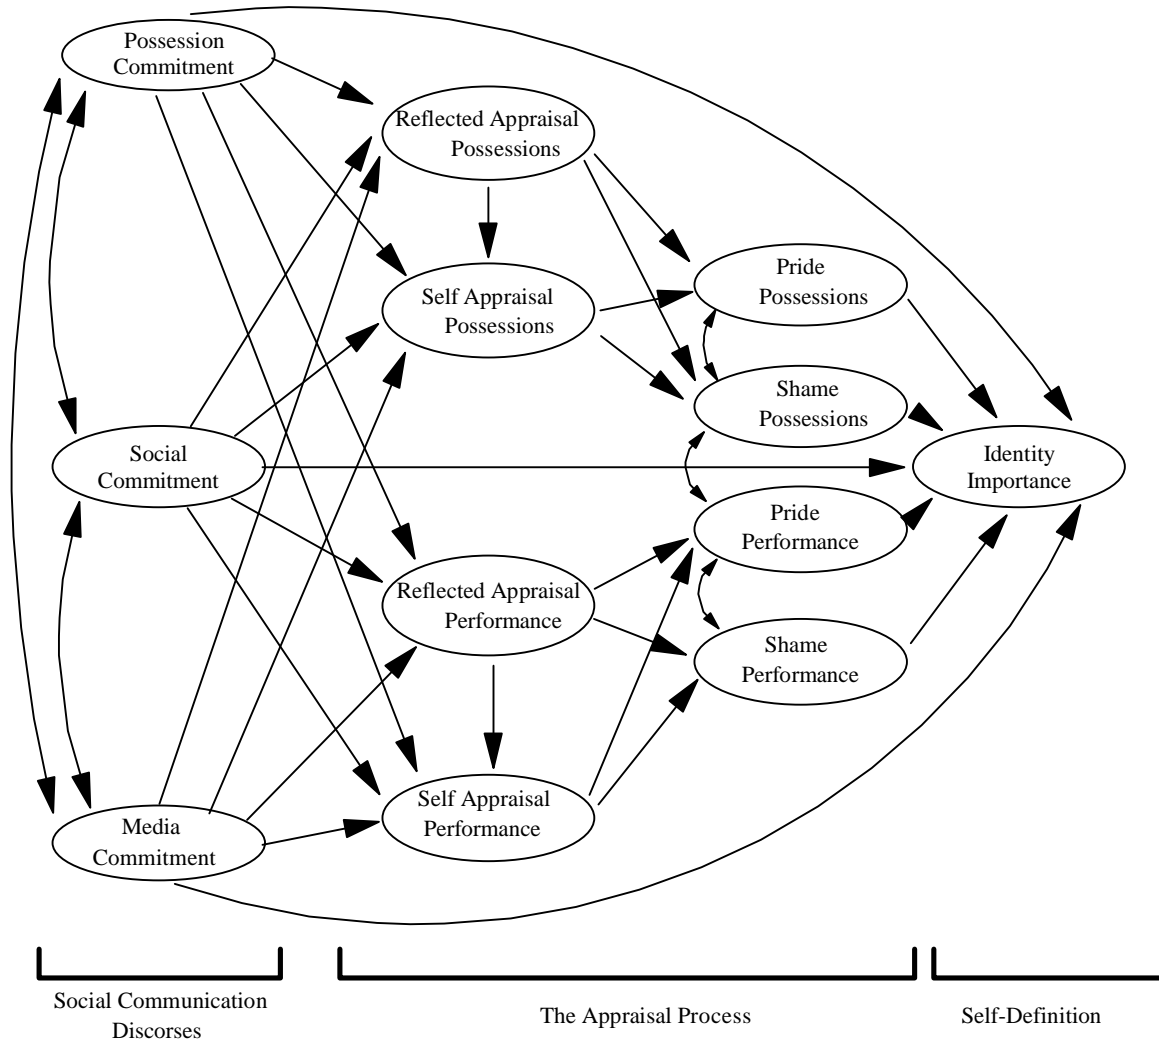 Possession
Commitment
Reflected Appraisal
Possessions
Self Appraisal
Possessions
Pride
Possessions
Shame
Possessions
Social
Commitment
Identity
Importance
Pride
Performance
Reflected Appraisal
Performance
Shame
Performance
Self Appraisal
Performance
Media
Commitment
Social Communication
Discorses
The Appraisal Process
Self-Definition